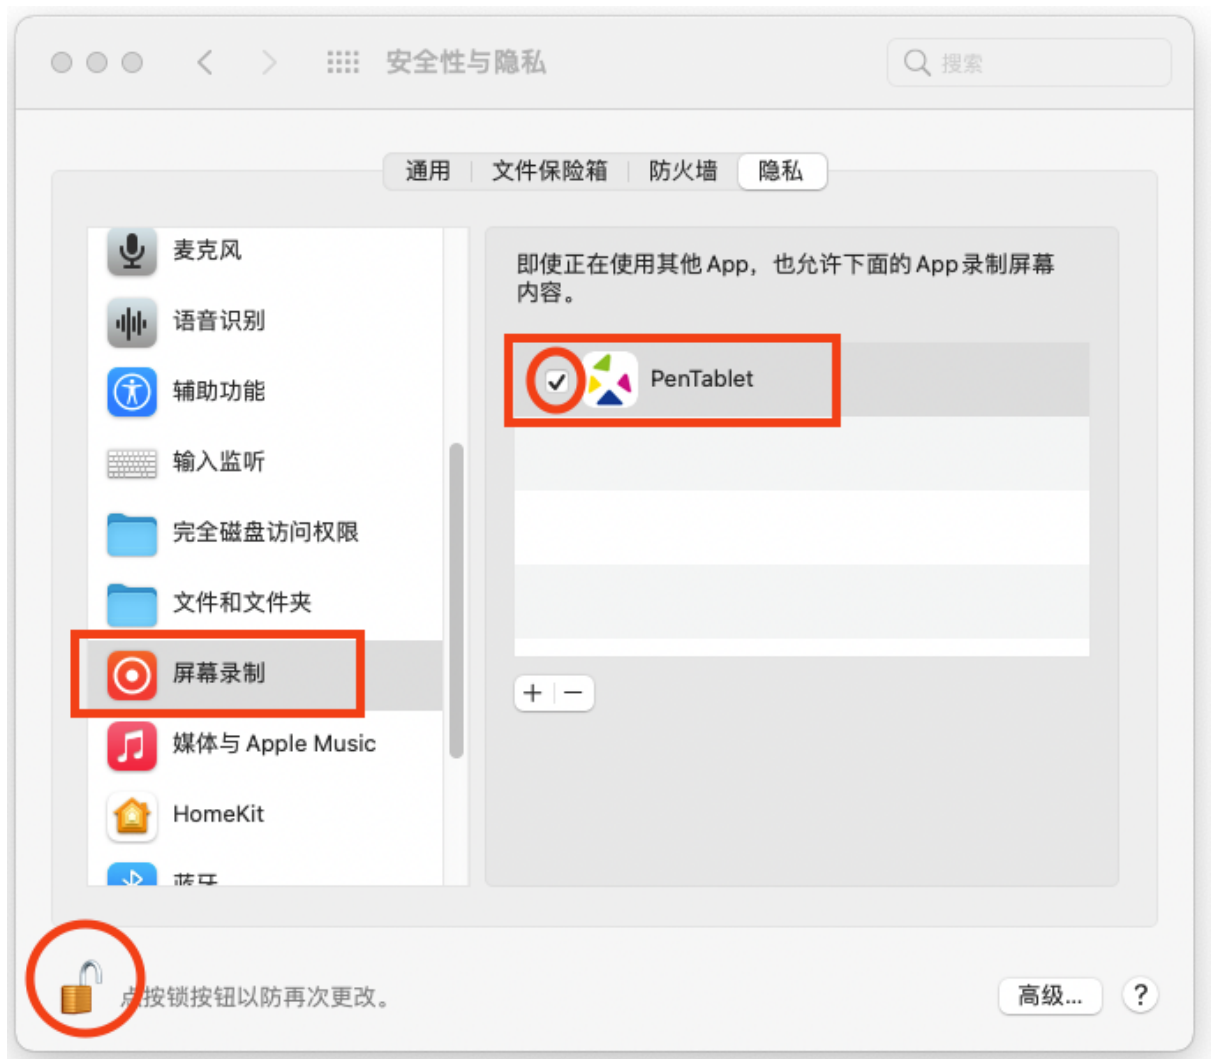 安全性与隐私
搜索
通用
文件保险箱
防火墙
隐私
麦克风
语音识别
辅助功能
输入监听
完全磁盘访问权限
文件和文件夹
屏幕录制
媒体与 Apple Music
HomeKit
蓝牙
即使正在使用其他 App，也允许下面的 App 录制屏幕
内容。
PenTablet
点按锁按钮以防再次更改。
高级...
?